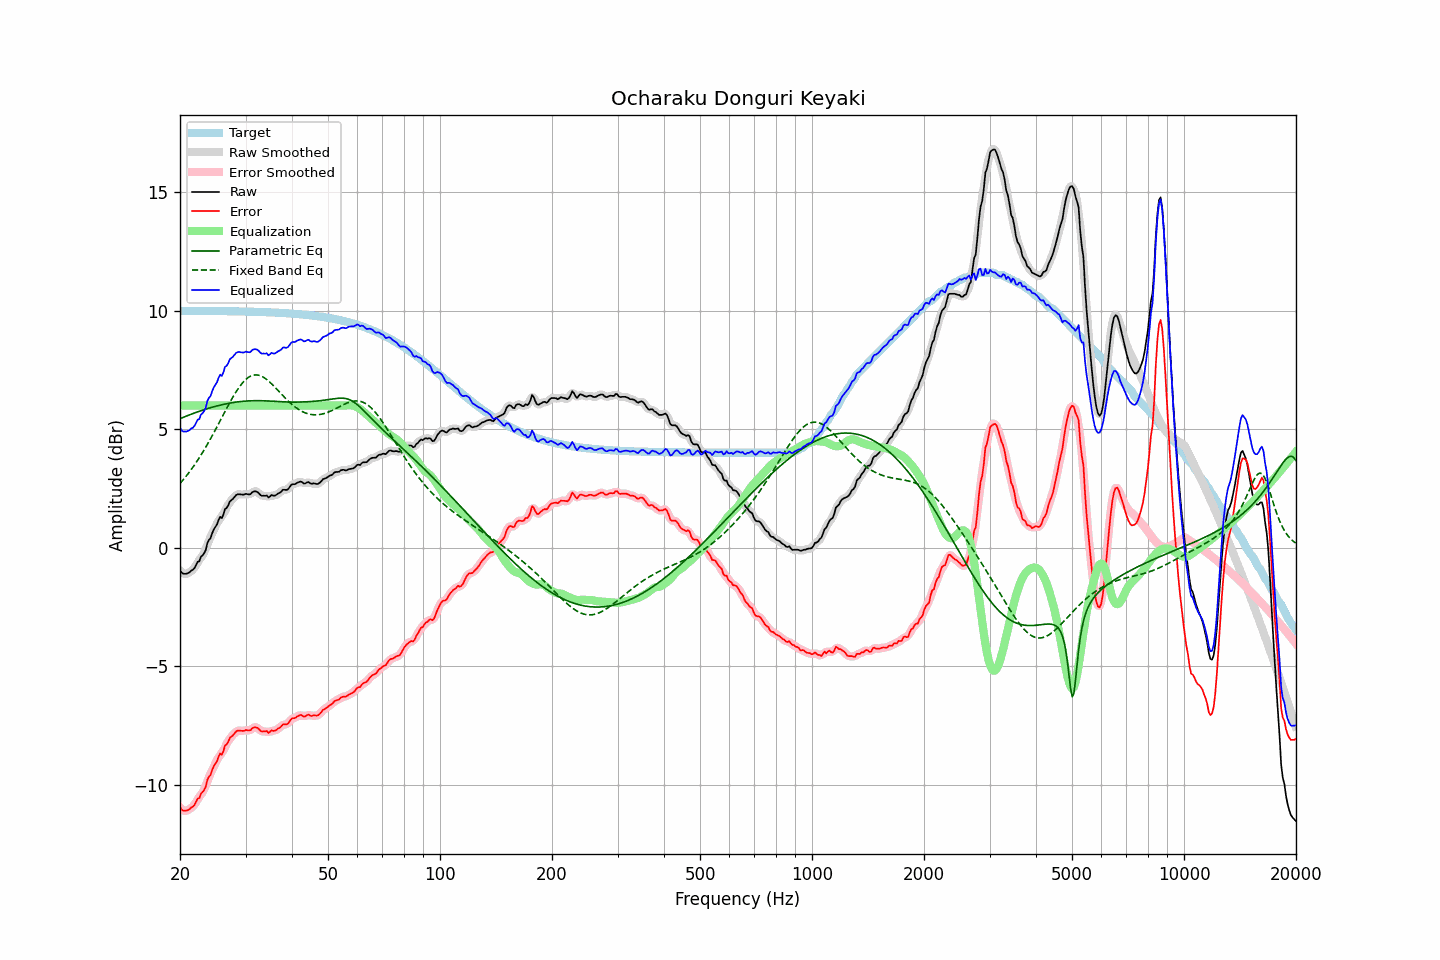 Ocharaku Donguri Keyaki
Target
Raw Smoothed
Error Smoothed
Raw
Error
Equalization
Parametric Eq
Fixed Band Eq
Equalized
Amplitude (dBr)
15
10
5
0
−5
−10
20
50
100
200
500
1000
2000
5000
10000
20000
Frequency (Hz)